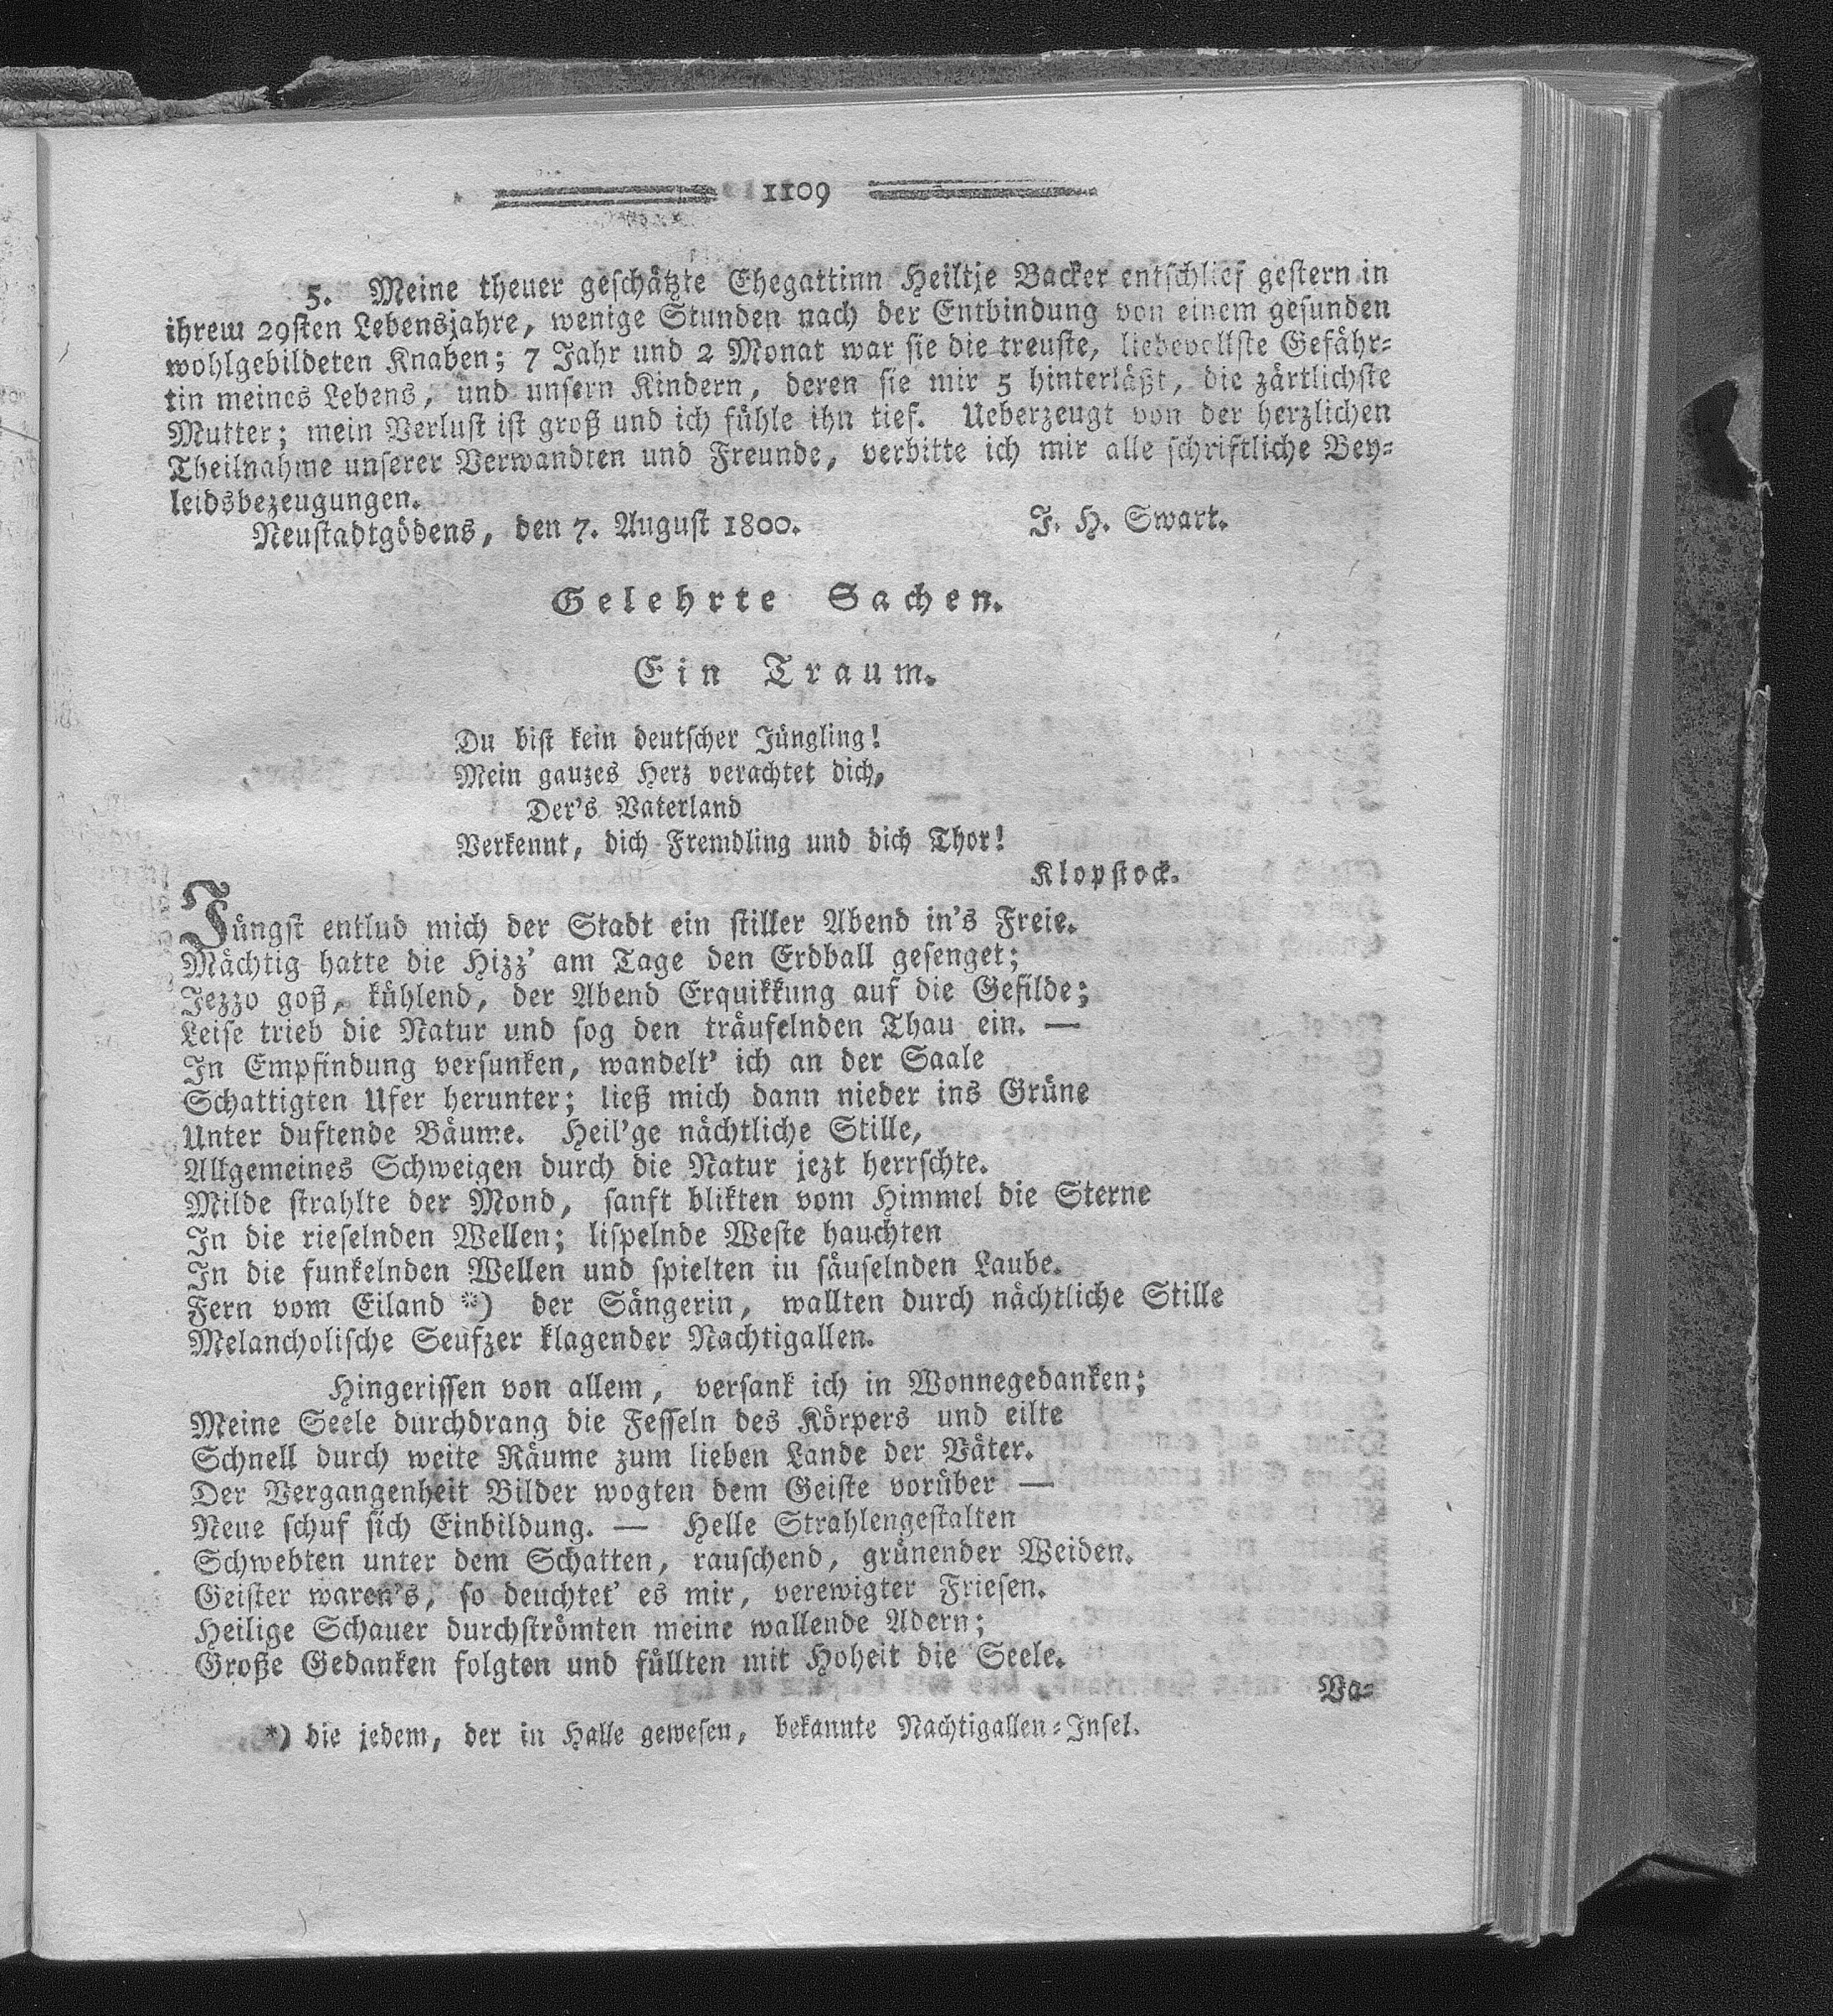 1109
5. Meine theuer geschätzte Ehegattinn Heiltje Backer entschlief gestern in
ihrem 29sten Lebensjahre, wenige Stunden nach der Entbindung von einem gesunden
wohlgebildeten Knaben; 7 Jahr und 2 Monat war sie die treuste, liebevollste Gefähr-
tin meines Lebens, und unsern Kindern, deren sie mir 5 hinterläßt, die zärtlichste
Mutter; mein Verlust ist groß und ich fühle ihn tief. Ueberzeugt von der herzlichen
Theilnahme unserer Verwandten und Freunde, verbitte ich mir alle schriftliche Bey-
leidsbezeugungen.
Neustadtgödens, den 7. August 1800. J. H. Swart.
Gelehrte Sachen.
Ein Traum.
Du bist kein deutscher Jüngling!
Mein ganzes Herz verachtet dich,
Der's Vaterland
Verkennt, dich Fremdling und dich Thor!
Klopstock.
Jüngst entlud mich der Stadt ein stiller Abend in's Freie.
Mächtig hatte die Hizz' am Tage den Erdball gesenget;
Jezzo goß, kühlend, der Abend Erquikkung auf die Gefilde;
Leise trieb die Natur und sog den träufelnden Thau ein. —
In Empfindung versunken, wandelt' ich an der Saale
Schattigten Ufer herunter; ließ mich dann nieder ins Grüne
Unter duftende Bäume. Heil'ge nächtliche Stille,
Allgemeines Schweigen durch die Natur jezt herrschte.
Milde strahlte der Mond, sanft blikten vom Himmel die Sterne
In die rieselnden Wellen; lispelnde Weste hauchten
In die funkelnden Wellen und spielten in säuselnden Laube.
Fern vom Eiland *) der Sängerin, wallten durch nächtliche Stille
Melancholische Seufzer klagender Nachtigallen.
Hingerissen von allem, versank ich in Wonnegedanken;
Meine Seele durchdrang die Fesseln des Körpers und eilte
Schnell durch weite Räume zum lieben Lande der Väter.
Der Vergangenheit Bilder wogten dem Geiste vorüber —
Neue schuf sich Einbildung. — Helle Strahlengestalten
Schwebten unter dem Schatten, rauschend, grünender Weiden.
Geister waren's, so deuchtet' es mir, verewigter Friesen.
Heilige Schauer durchströmten meine wallende Adern;
Große Gedanken folgten und füllten mit Hoheit die Seele.
Va-
*) die jedem, der in Halle gewesen, bekannte Nachtigallen-Insel.